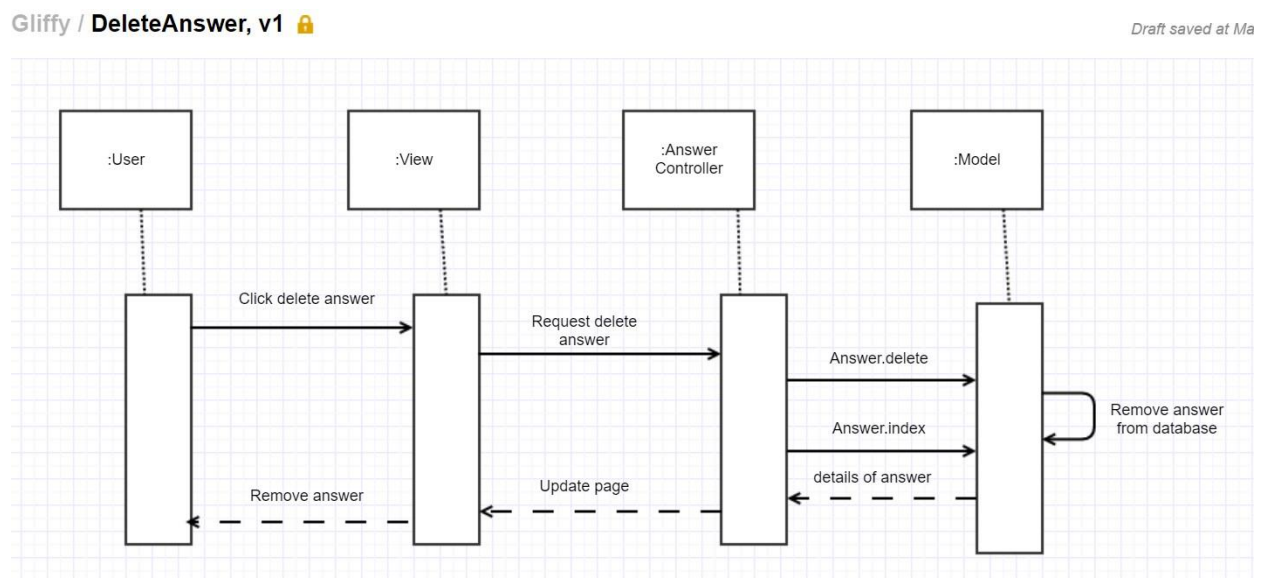 Gliffy / DeleteAnswer, v1
Draft saved at Ma
:User
:View
:Answer
Controller
:Model
Click delete answer
Request delete
answer
Answer.delete
Remove answer
from database
Answer.index
details of answer
Update page
Remove answer